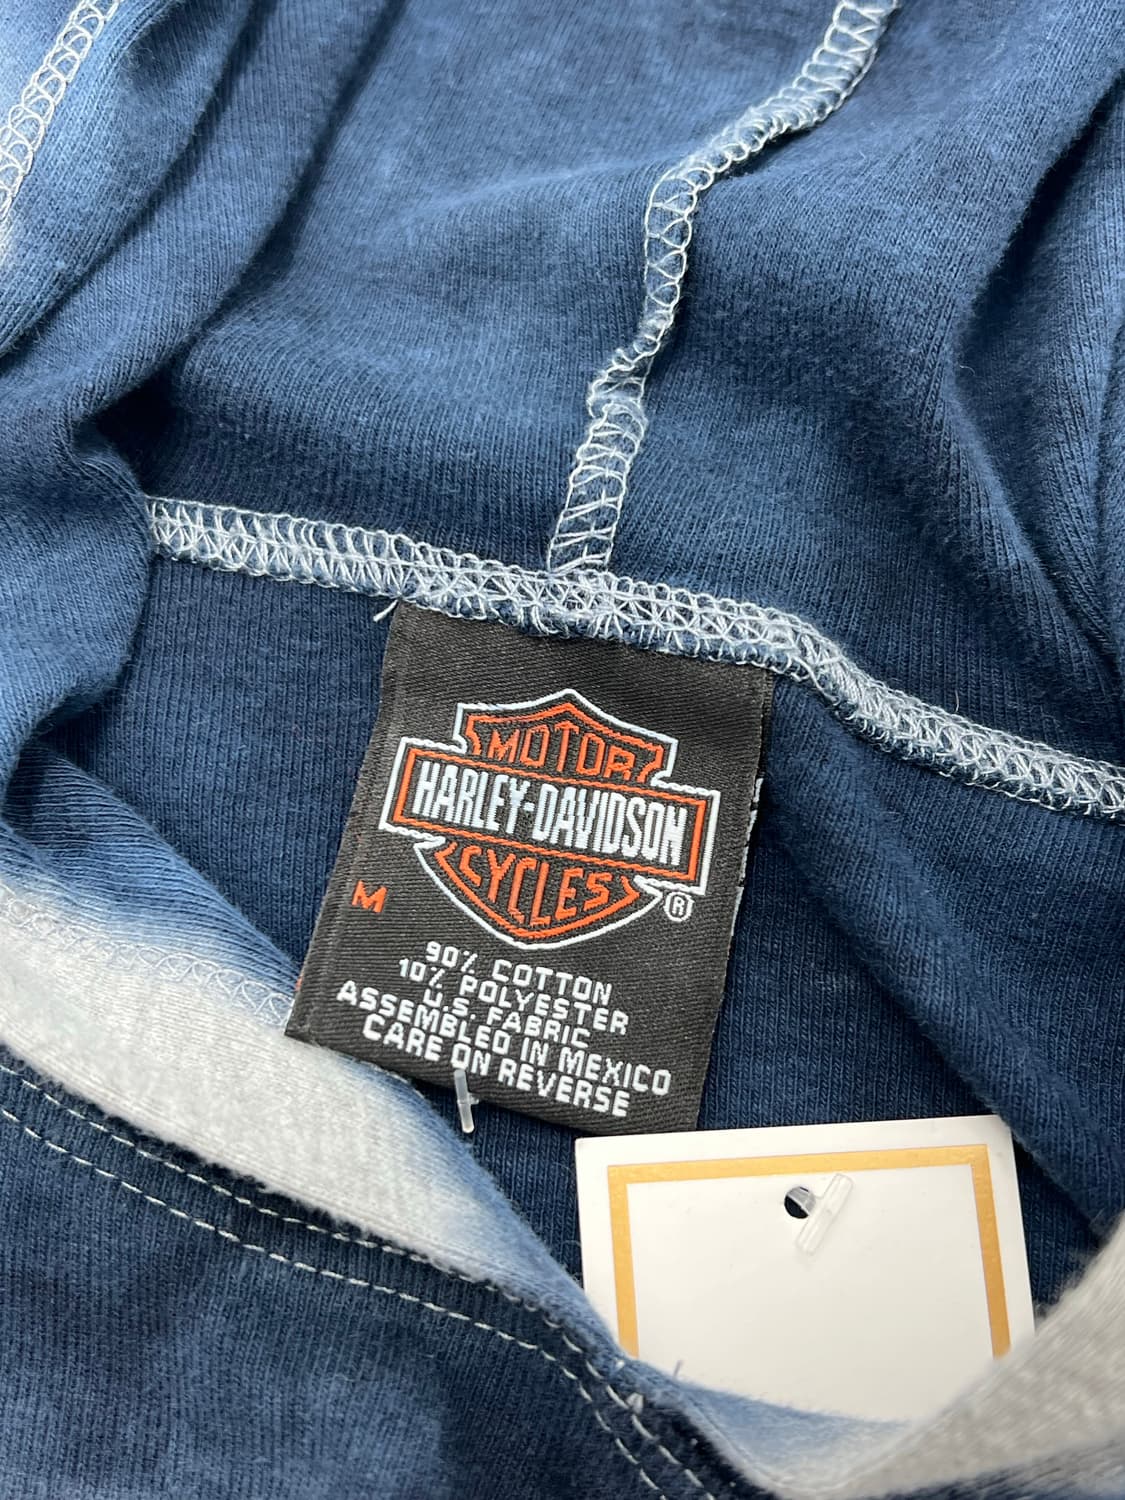 MOTOR
HARLEY-DAVIDSON
CYCLES
®
M
90% COTTON
10% POLYESTER
U.S. FABRIC
ASSEMBLED IN MEXICO
CARE ON REVERSE